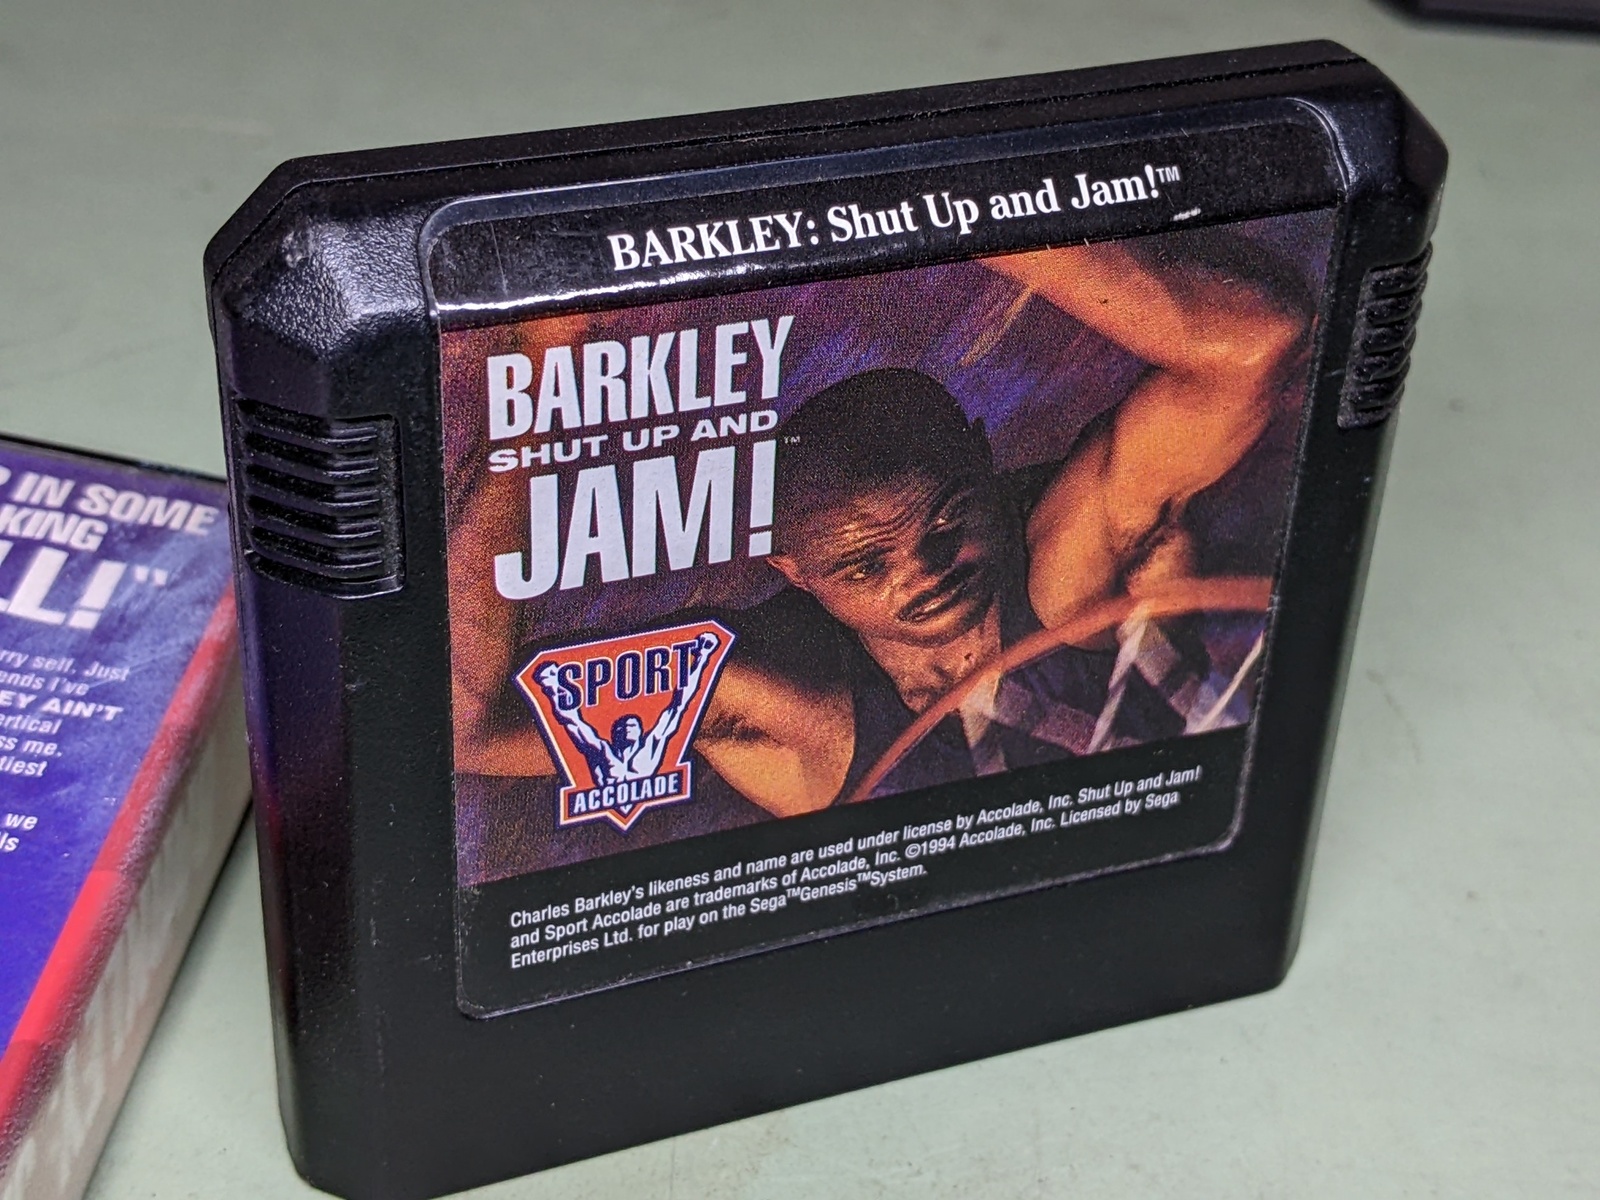 BARKLEY: Shut Up and Jam!™
BARKLEY
SHUT UP AND
JAM!™
SPORT
ACCOLADE
Charles Barkley's likeness and name are used under license by Accolade, Inc. Shut Up and Jam!
and Sport Accolade are trademarks of Accolade, Inc. ©1994 Accolade, Inc. Licensed by Sega
Enterprises Ltd. for play on the Sega™Genesis™System.
IN SOME
KING
LL!"
rry self. Just
ends I've
EY AIN'T
ertical
ss me.
tiest
we
ls